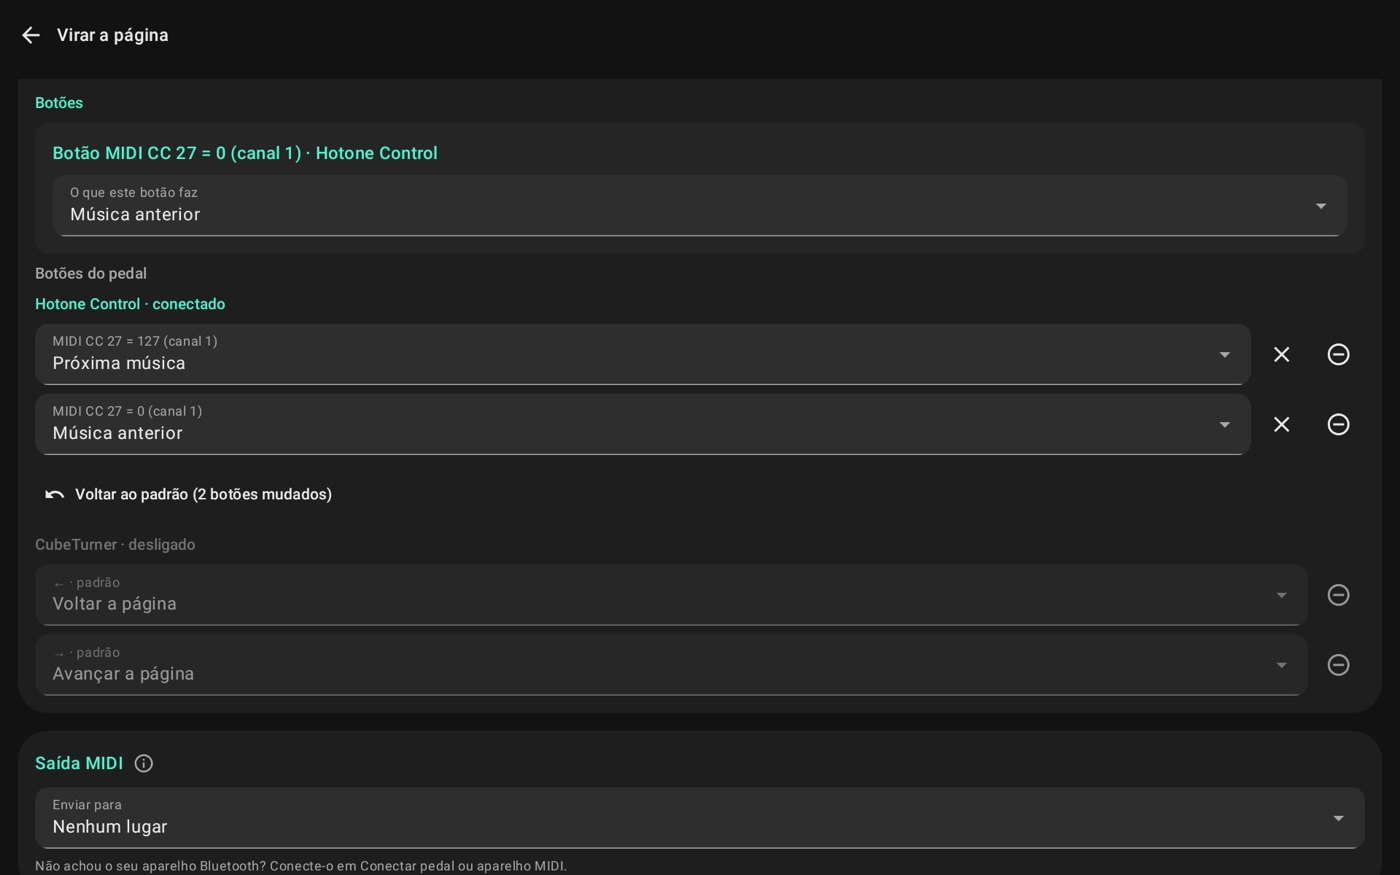 Virar a página
Botões
Botão MIDI CC 27 = 0 (canal 1) · Hotone Control
O que este botão faz
Música anterior
Botões do pedal
Hotone Control · conectado
MIDI CC 27 = 127 (canal 1)
Próxima música
MIDI CC 27 = 0 (canal 1)
Música anterior
Voltar ao padrão (2 botões mudados)
CubeTurner · desligado
← · padrão
Voltar a página
→ · padrão
Avançar a página
Saída MIDI
Enviar para
Nenhum lugar
Não achou o seu aparelho Bluetooth? Conecte-o em Conectar pedal ou aparelho MIDI.